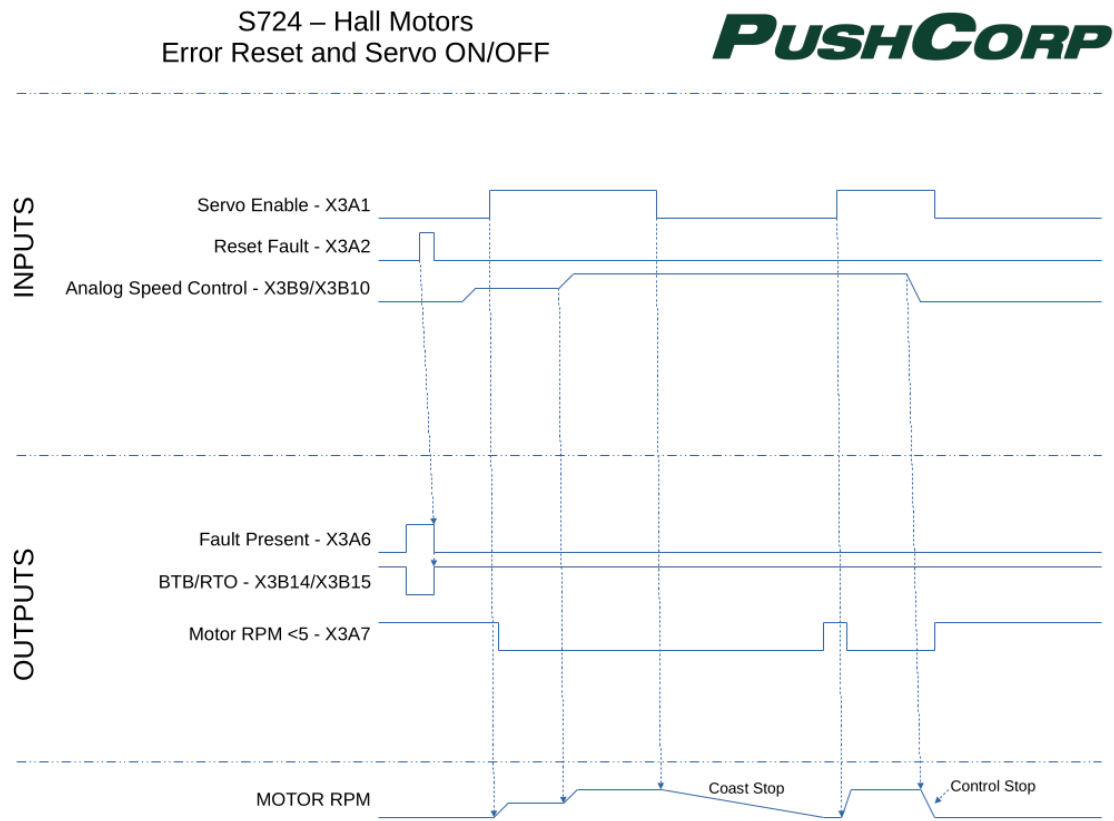 S724 – Hall Motors
Error Reset and Servo ON/OFF
PUSHCORP
INPUTS
Servo Enable - X3A1
Reset Fault - X3A2
Analog Speed Control - X3B9/X3B10
OUTPUTS
Fault Present - X3A6
BTB/RTO - X3B14/X3B15
Motor RPM <5 - X3A7
MOTOR RPM
Coast Stop
Control Stop